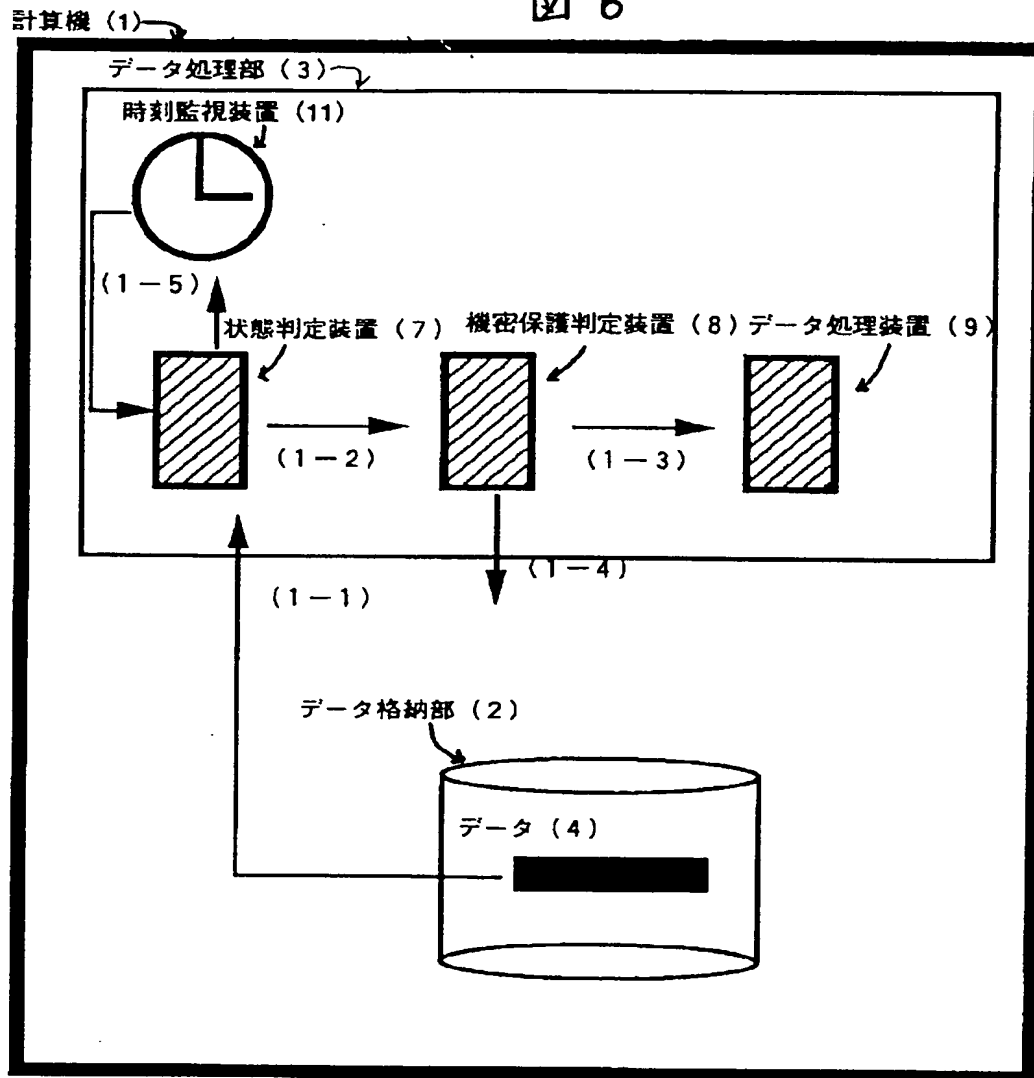 図 6
計算機(1)
データ処理部(3)
時刻監視装置(11)
(1-5)
状態判定装置(7)
機密保護判定装置(8)
データ処理装置(9)
(1-2)
(1-3)
(1-4)
(1-1)
データ格納部(2)
データ(4)